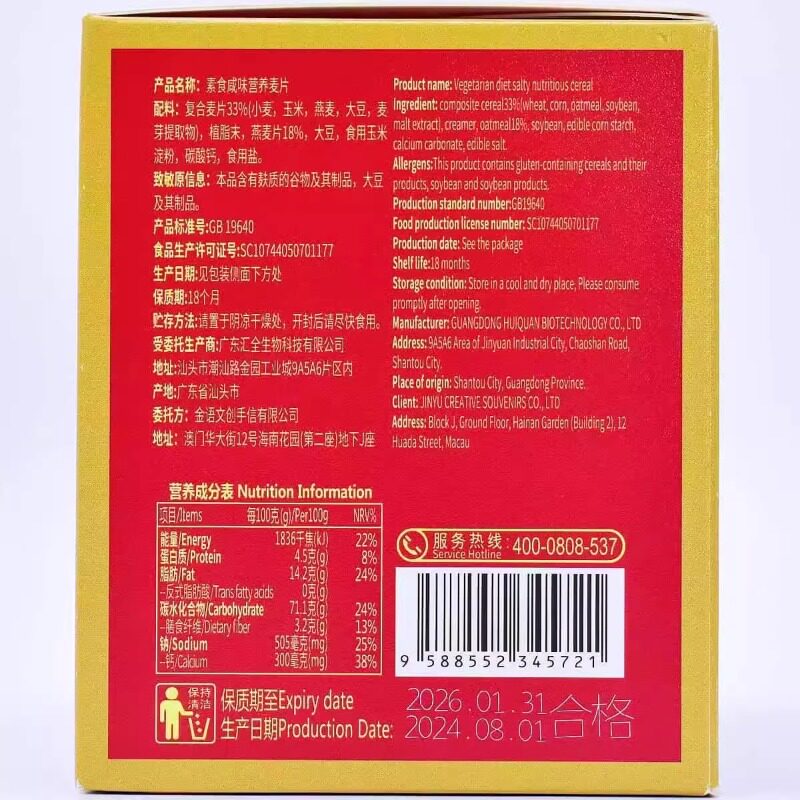 产品名称：素食咸味营养麦片
配料：复合麦片33%(小麦，玉米，燕麦，大豆，麦
芽提取物)，植脂末，燕麦片18%，大豆，食用玉米
淀粉，碳酸钙，食用盐。
致敏原信息：本品含有麸质的谷物及其制品，大豆
及其制品。
产品标准号:GB 19640
食品生产许可证号:SC10744050701177
生产日期:见包装侧面下方处
保质期:18个月
贮存方法:请置于阴凉干燥处，开封后请尽快食用。
受委托生产商:广东汇全生物科技有限公司
地址:汕头市潮汕路金园工业城9A5A6片区内
产地:广东省汕头市
委托方：金语文创手信有限公司
地址：澳门华大街12号海南花园(第二座)地下J座
Product name: Vegetarian diet salty nutritious cereal
Ingredient: composite cereal33%(wheat, corn, oatmeal, soybean,
malt extract), creamer, oatmeal18%, soybean, edible corn starch,
calcium carbonate, edible salt.
Allergens:This product contains gluten-containing cereals and their
products, soybean and soybean products.
Production standard number:GB19640
Food production license number: SC10744050701177
Production date: See the package
Shelf life:18 months
Storage condition: Store in a cool and dry place, Please consume
promptly after opening.
Manufacturer: GUANGDONG HUIQUAN BIOTECHNOLOGY CO., LTD
Address: 9A5A6 Area of Jinyuan Industrial City, Chaoshan Road,
Shantou City.
Place of origin: Shantou City, Guangdong Province.
Client: JINYU CREATIVE SOUVENIRS CO., LTD
Address: Block J, Ground Floor, Hainan Garden (Building 2), 12
Huada Street, Macau
营养成分表 Nutrition Information
项目/Items 每100克(g)/Per100g NRV%
能量/Energy 1836千焦(kJ) 22%
蛋白质/Protein 4.5克(g) 8%
脂肪/Fat 14.2克(g) 24%
--反式脂肪酸/Trans fatty acids 0克(g)
碳水化合物/Carbohydrate 71.1克(g) 24%
--膳食纤维/Dietary fiber 3.2克(g) 13%
钠/Sodium 505毫克(mg) 25%
--钙/Calcium 300毫克(mg) 38%
服务热线: 400-0808-537
Service Hotline
9 588552 345721
保持
清洁
保质期至Expiry date 2026.01.31 合格
生产日期Production Date: 2024.08.01